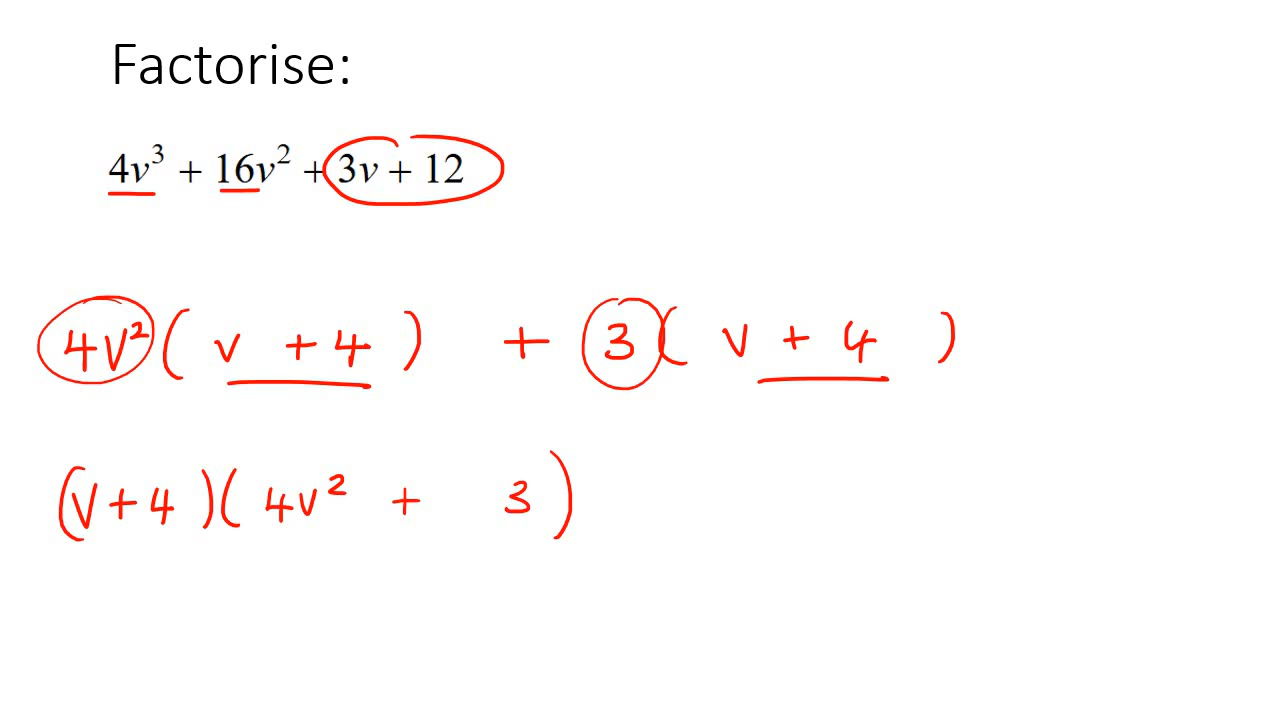 Factorise:
4v³ + 16v² + 3v + 12
4v² ( v + 4 ) + 3 ( v + 4 )
(v + 4 ) ( 4v² + 3 )